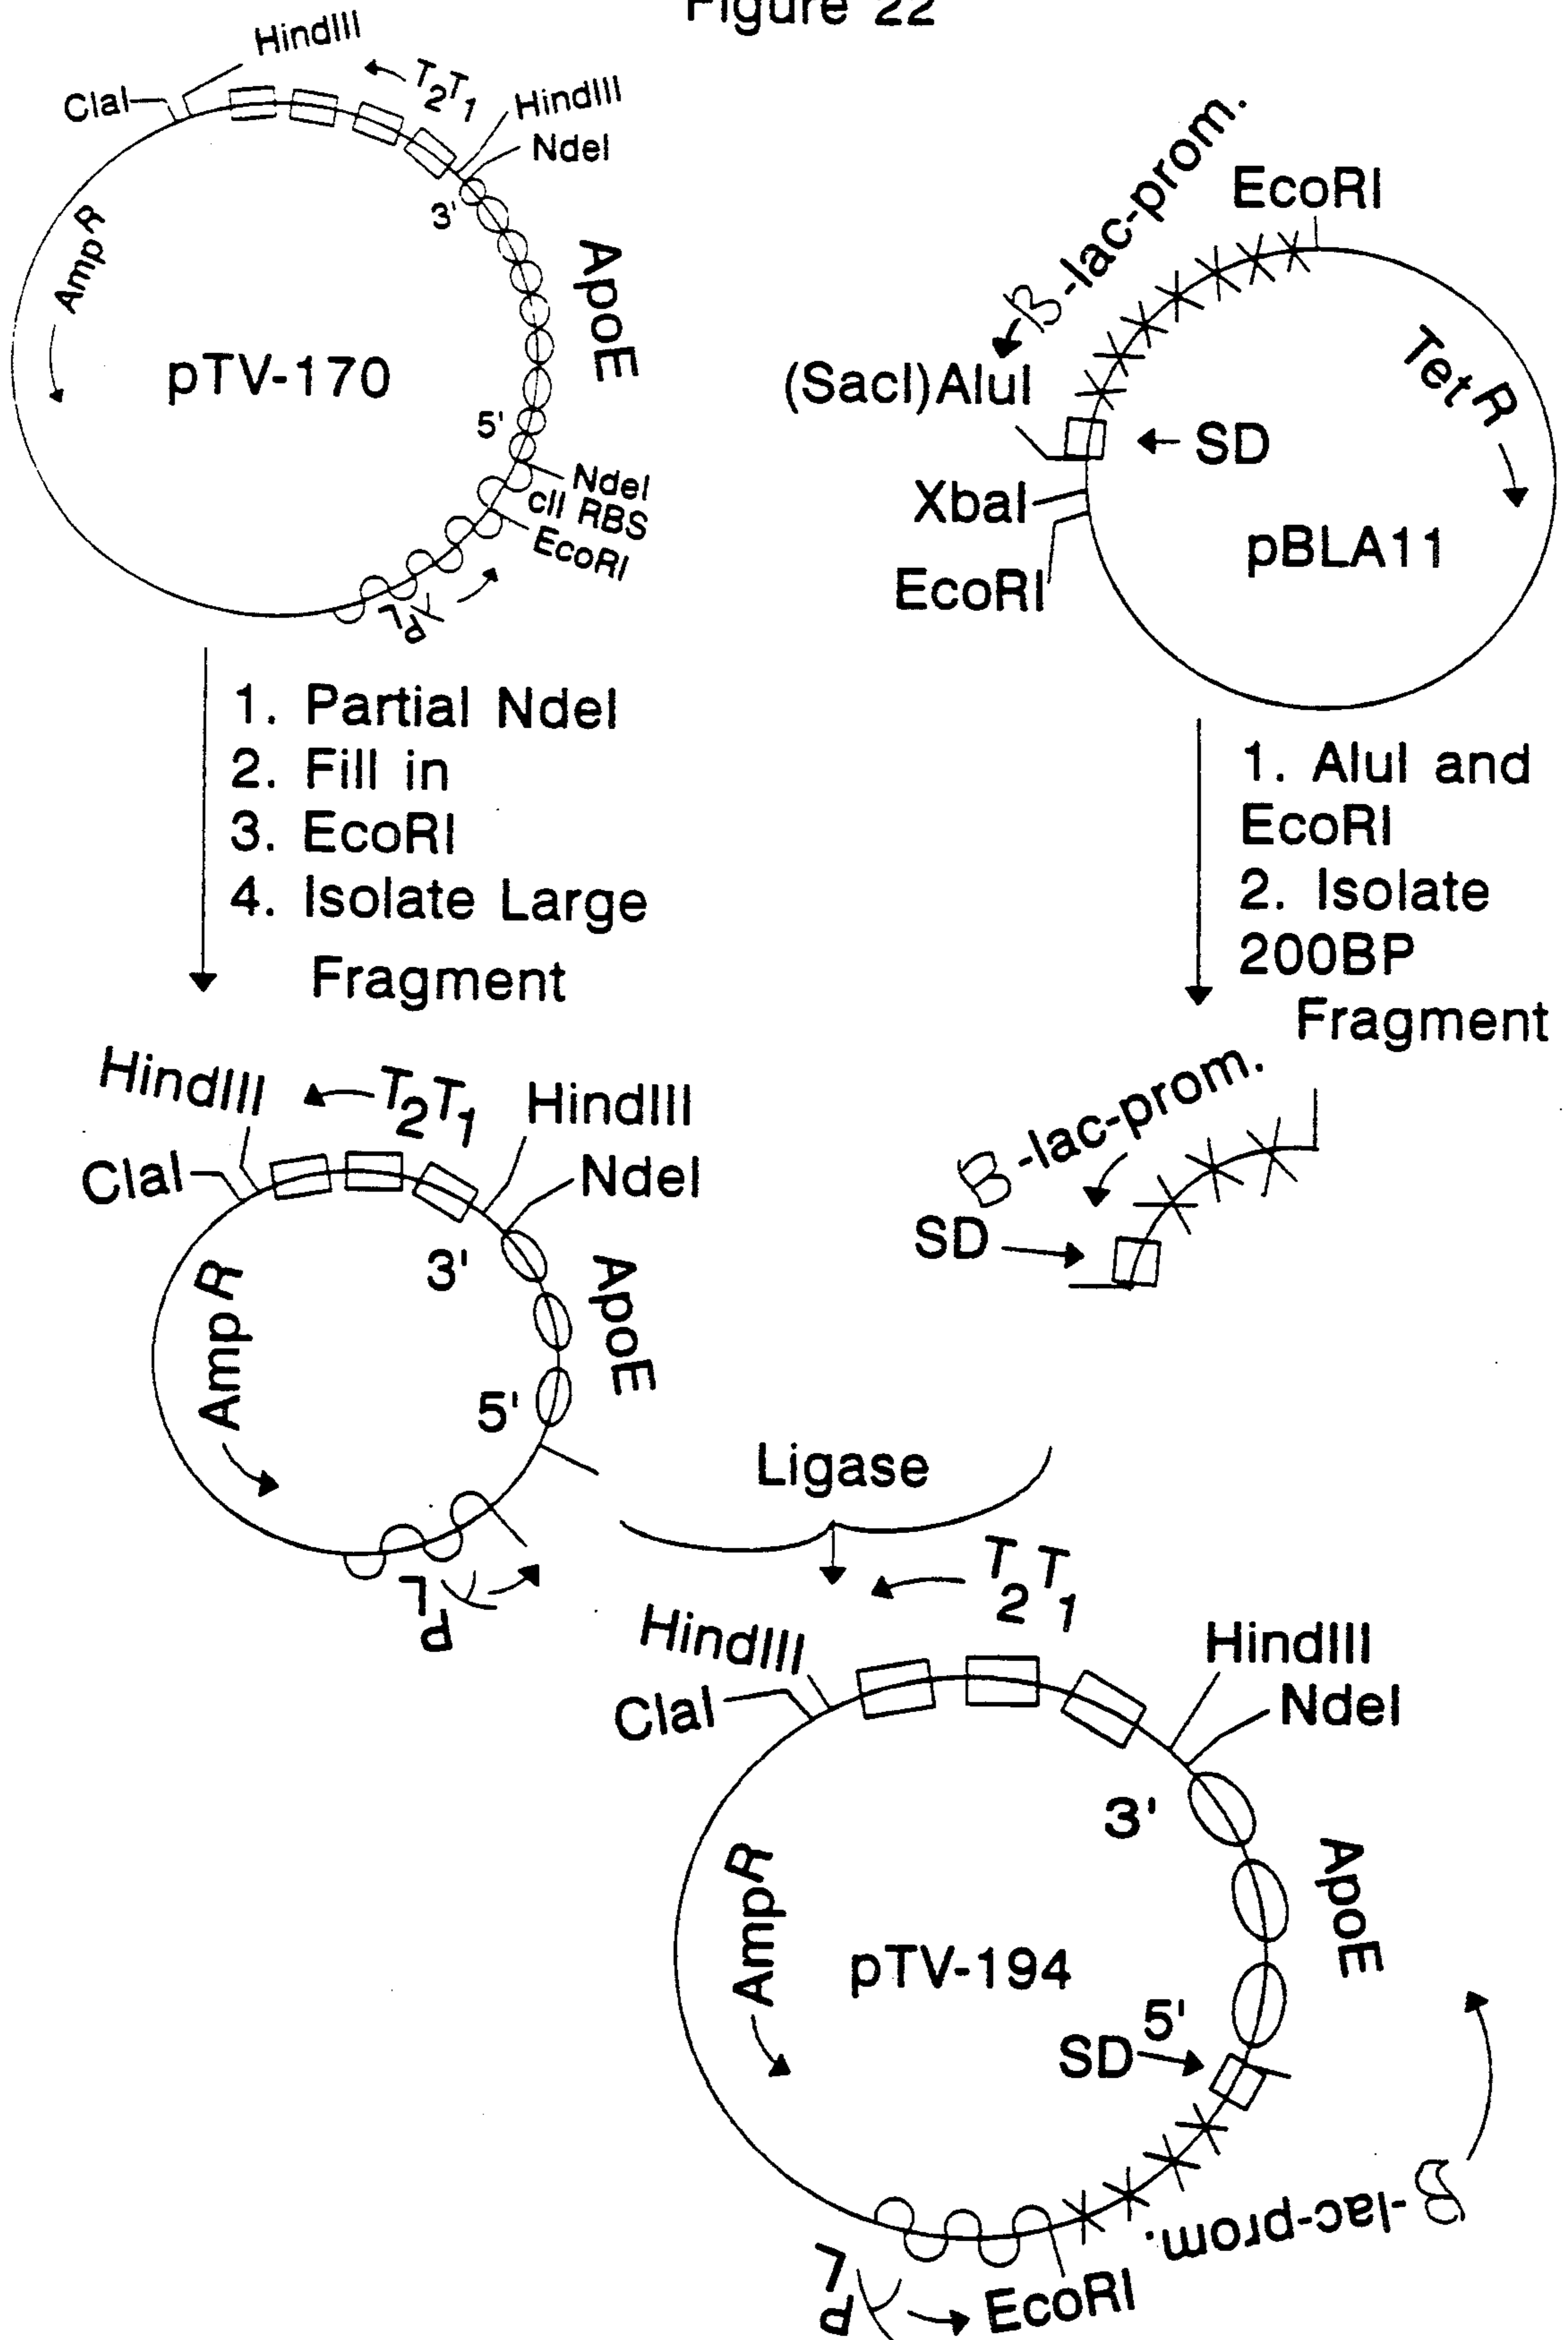 Figure 22
HindIII
ClaI
T2T1
HindIII
NdeI
3'
AmpR
ApoE
pTV-170
5'
NdeI
cII RBS
EcoRI
PL
β-lac-prom.
EcoRI
(SacI)AluI
TetR
SD
XbaI
pBLA11
EcoRI
1. Partial NdeI
2. Fill in
3. EcoRI
4. Isolate Large
Fragment
1. AluI and
EcoRI
2. Isolate
200BP
Fragment
HindIII
T2T1
HindIII
ClaI
NdeI
3'
AmpR
ApoE
5'
PL
β-lac-prom.
SD
Ligase
T2T1
HindIII
HindIII
ClaI
NdeI
3'
AmpR
ApoE
pTV-194
5'
SD
β-lac-prom.
PL
EcoRI